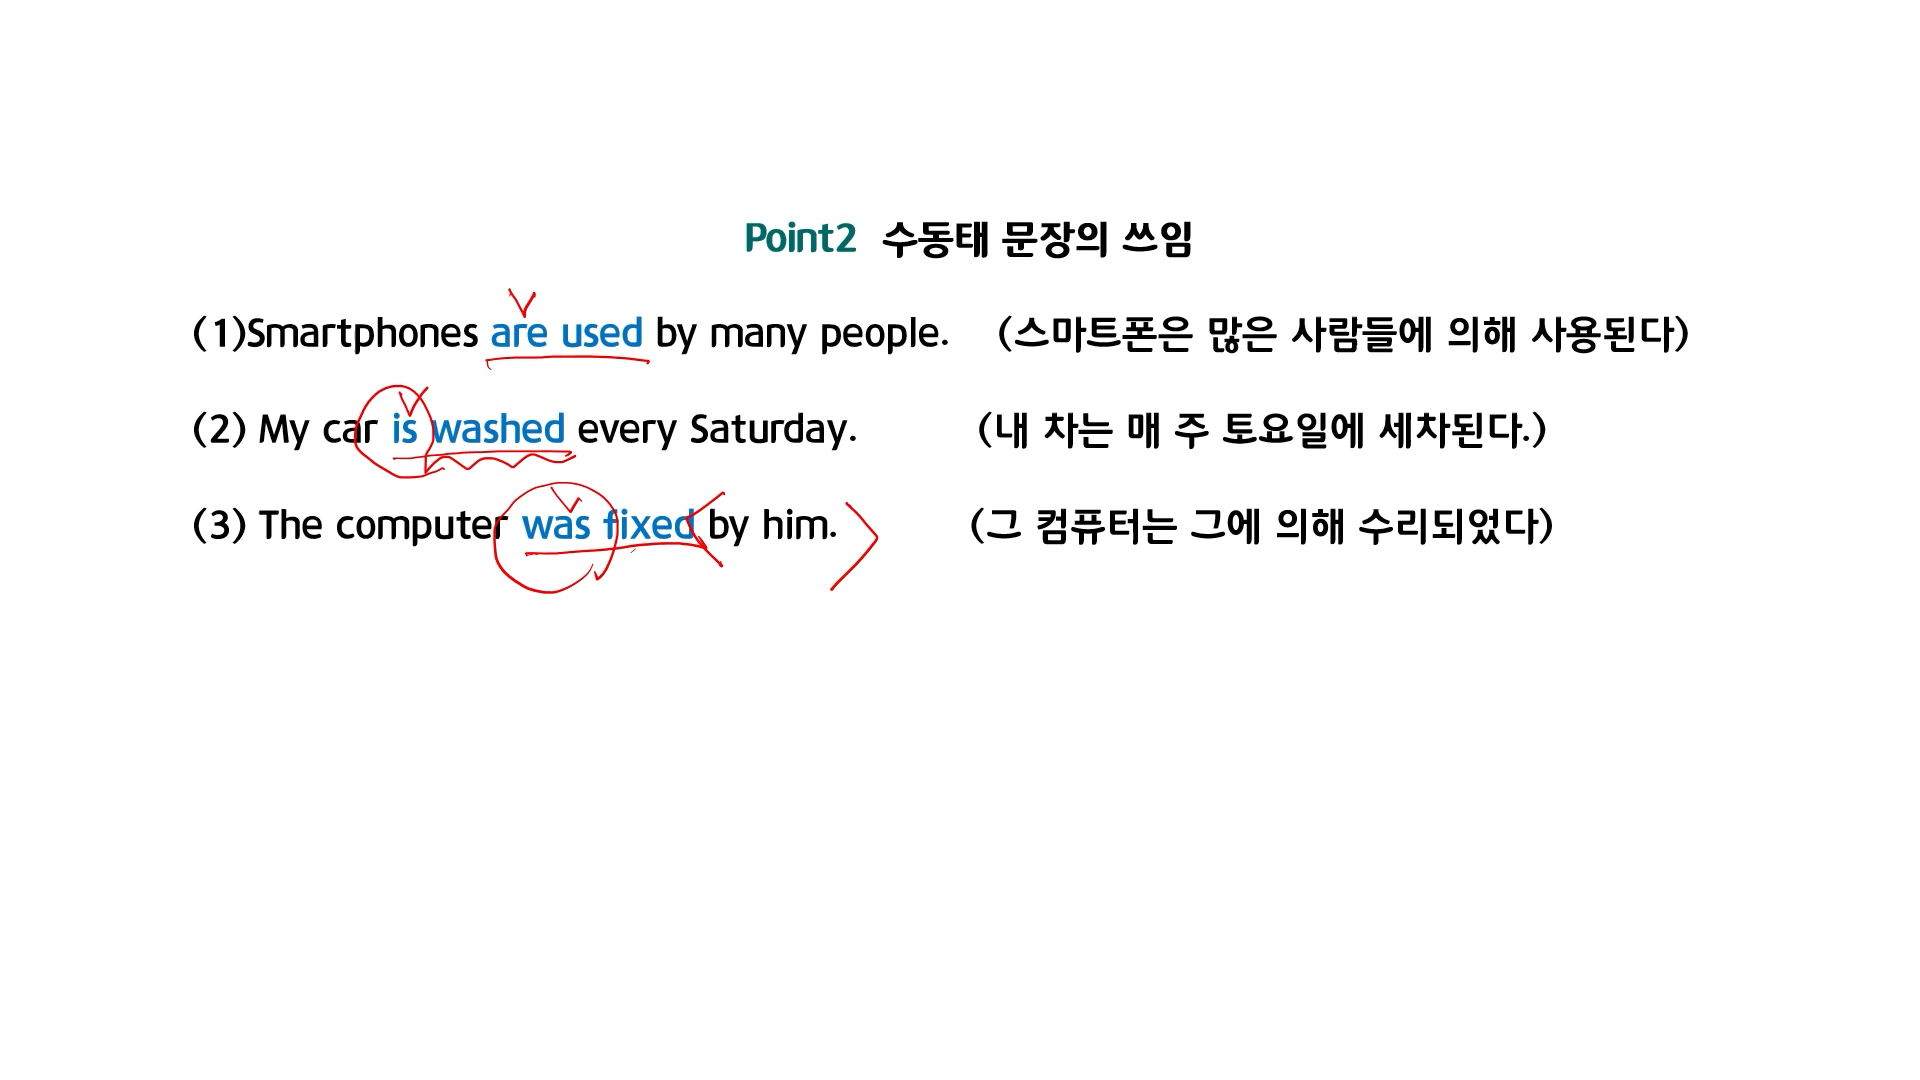 Point2 수동태 문장의 쓰임
(1)Smartphones are used by many people. (스마트폰은 많은 사람들에 의해 사용된다)
(2) My car is washed every Saturday. (내 차는 매 주 토요일에 세차된다.)
(3) The computer was fixed by him. (그 컴퓨터는 그에 의해 수리되었다)